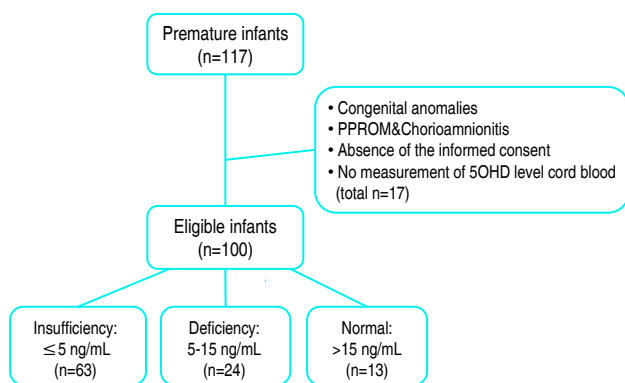 Premature infants
(n=117)
• Congenital anomalies
• PPROM&Chorioamnionitis
• Absence of the informed consent
• No measurement of 5OHD level cord blood
(total n=17)
Eligible infants
(n=100)
Insufficiency:
≤5 ng/mL
(n=63)
Deficiency:
5-15 ng/mL
(n=24)
Normal:
>15 ng/mL
(n=13)